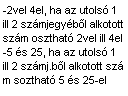 -2vel 4el, ha az utolsó 1
ill 2 számjegyéből alkotott
szám osztható 2vel ill 4el
-5 és 25, ha az utolsó 1
ill 2 számj.ből alkotott szá
m soztható 5 és 25-el